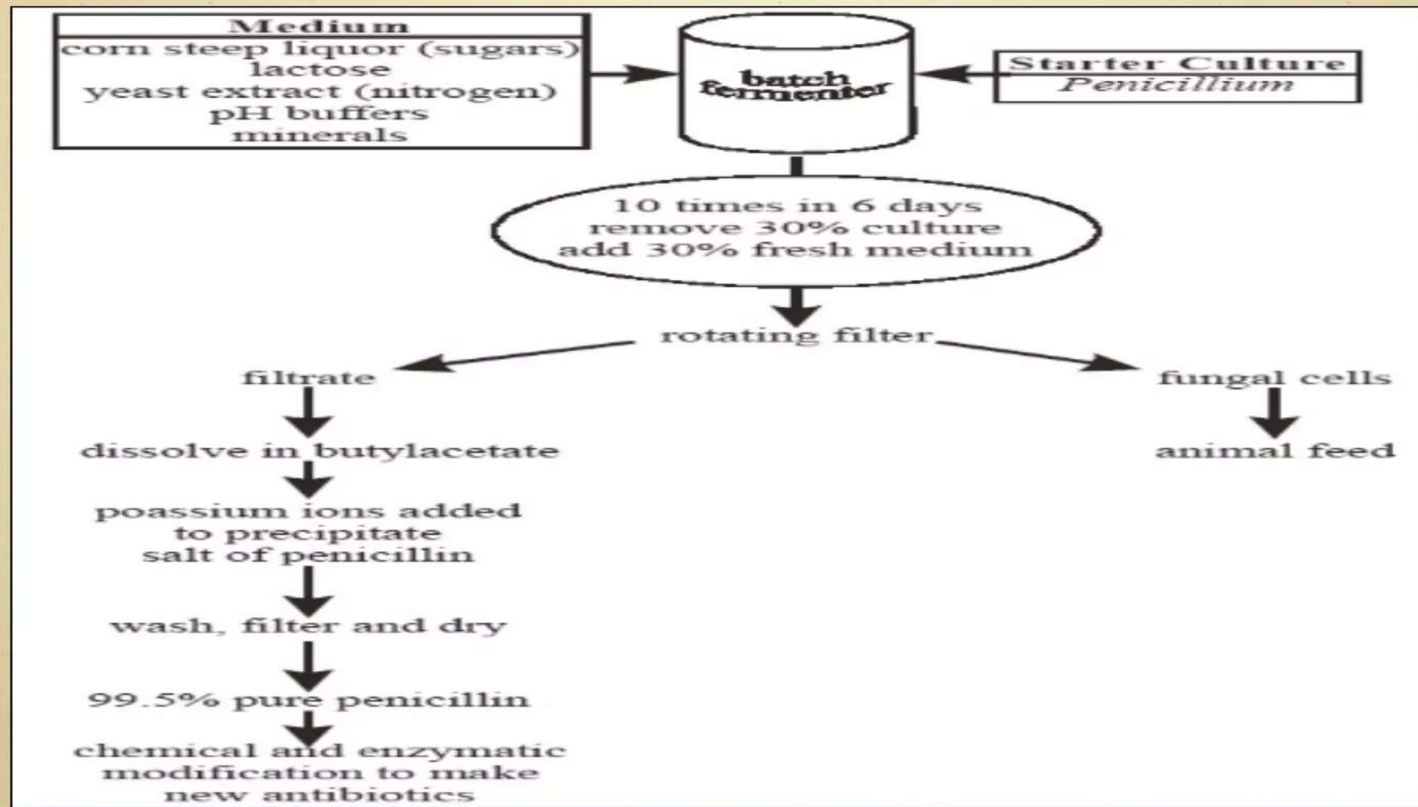 Medium
corn steep liquor (sugars)
lactose
yeast extract (nitrogen)
pH buffers
minerals
batch
fermenter
Starter Culture
Penicillium
10 times in 6 days
remove 30% culture
add 30% fresh medium
rotating filter
filtrate
fungal cells
dissolve in butylacetate
animal feed
poassium ions added
to precipitate
salt of penicillin
wash, filter and dry
99.5% pure penicillin
chemical and enzymatic
modification to make
new antibiotics